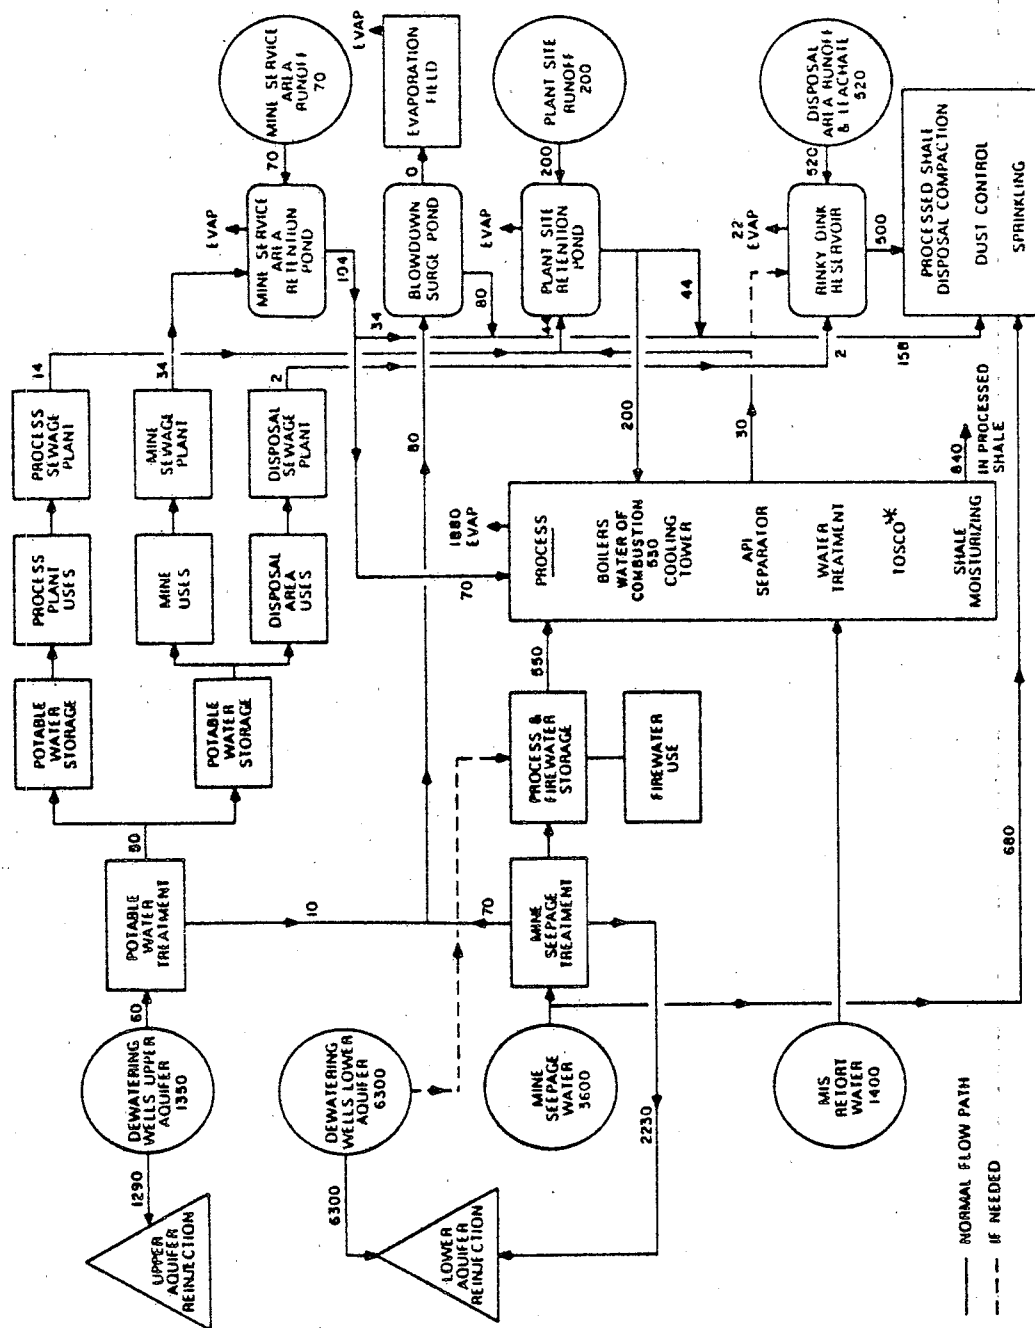 UPPER
AQUIFER
REINJECTION
1290
DEWATERING
WELLS UPPER
AQUIFER
1350
60
POTABLE
WATER
TREATMENT
50
10
POTABLE
WATER
STORAGE
PROCESS
PLANT
USES
PROCESS
SEWAGE
PLANT
14
POTABLE
WATER
STORAGE
MINE
USES
MINE
SEWAGE
PLANT
34
DISPOSAL
AREA
USES
DISPOSAL
SEWAGE
PLANT
2
EVAP
MINE SERVICE
AREA
RETENTION
POND
70
MINE SERVICE
AREA
RUNOFF
70
104
34
LOWER
AQUIFER
REINJECTION
6300
DEWATERING
WELLS LOWER
AQUIFER
6300
80
BLOWDOWN
SURGE POND
80
0
EVAPORATION
FIELD
EVAP
MINE
SEEPAGE
WATER
3600
2230
MINE
SEEPAGE
TREATMENT
70
PROCESS &
FIREWATER
STORAGE
FIREWATER
USE
550
70
1880
EVAP
PROCESS
BOILERS
WATER OF
COMBUSTION
530
COOLING
TOWER
API
SEPARATOR
WATER
TREATMENT
TOSCO*
SHALE
MOISTURIZING
200
30
840
IN PROCESSED
SHALE
EVAP
PLANT SITE
RETENTION
POND
200
PLANT SITE
RUNOFF
200
44
44
158
2
22
EVAP
RINKY DINK
RESERVOIR
520
DISPOSAL
AREA RUNOFF
& LEACHATE
520
500
PROCESSED SHALE
DISPOSAL COMPACTION
DUST CONTROL
SPRINKLING
MIS
RETORT
WATER
1400
680
NORMAL FLOW PATH
IF NEEDED